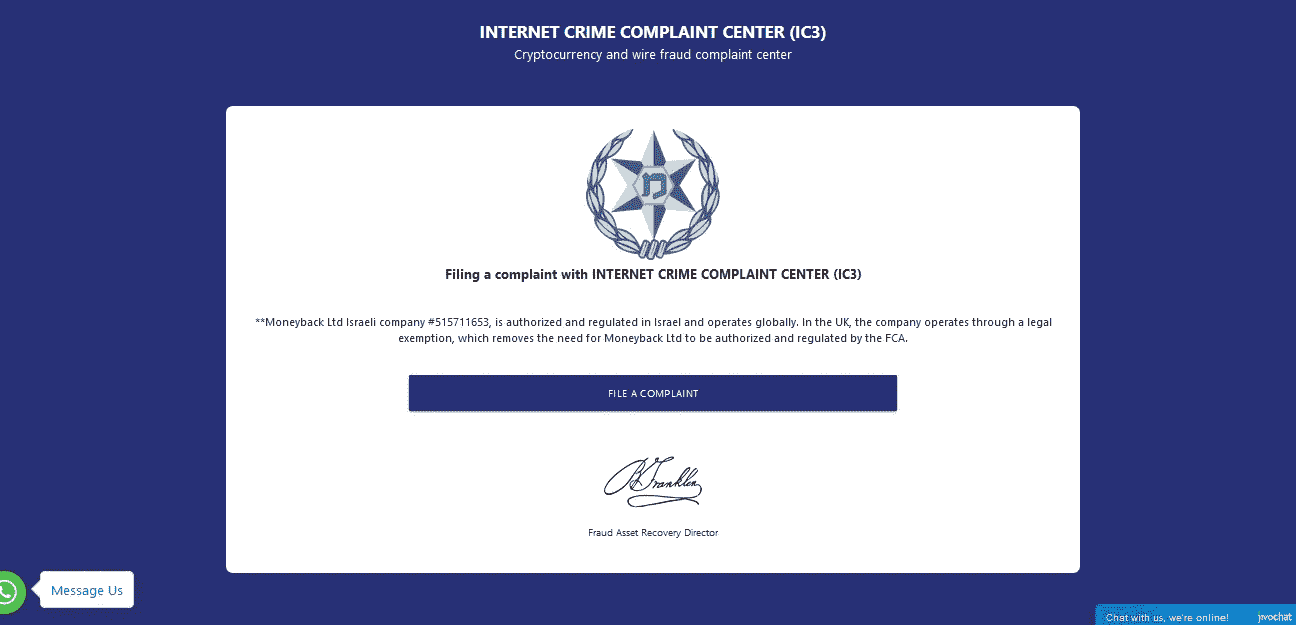 INTERNET CRIME COMPLAINT CENTER (IC3)
Cryptocurrency and wire fraud complaint center
מ
Filing a complaint with INTERNET CRIME COMPLAINT CENTER (IC3)
**Moneyback Ltd Israeli company #515711653, is authorized and regulated in Israel and operates globally. In the UK, the company operates through a legal
exemption, which removes the need for Moneyback Ltd to be authorized and regulated by the FCA.
FILE A COMPLAINT
B Franklin
Fraud Asset Recovery Director
Message Us
Chat with us, we're online!
jivochat